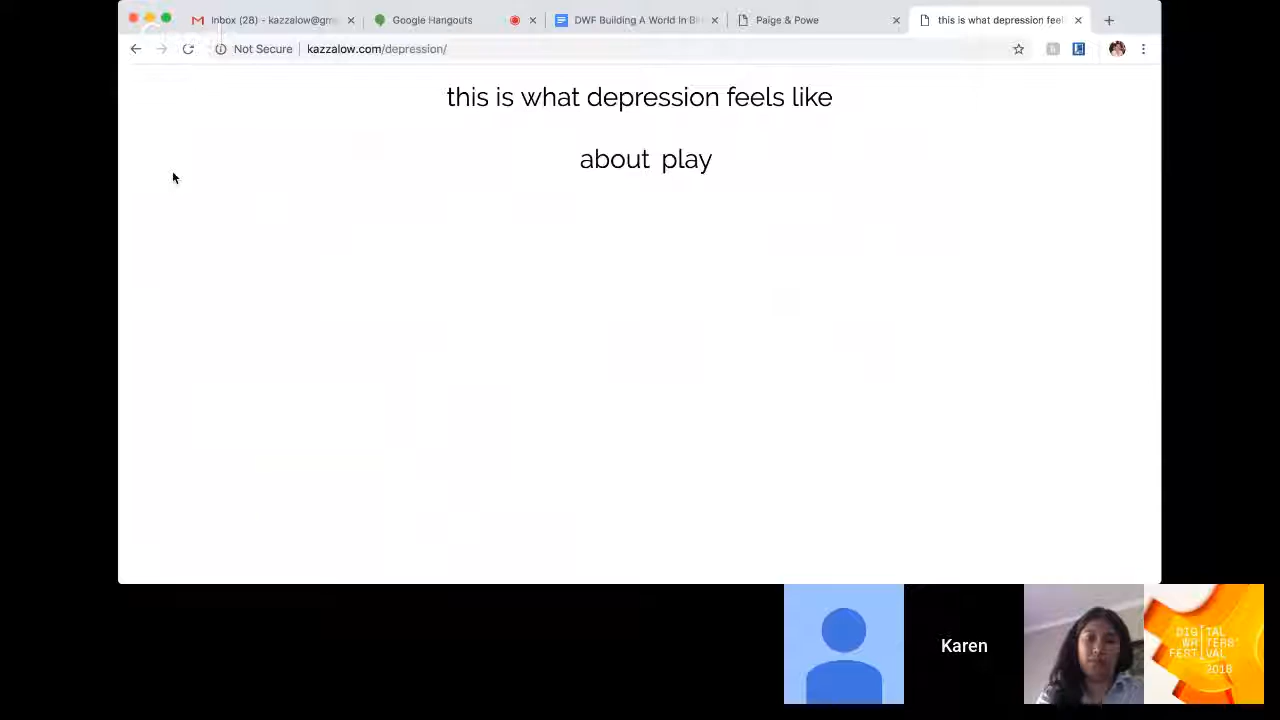 Inbox (28) - kazzalow@gm
Google Hangouts
DWF Building A World In Bi
Paige & Powe
this is what depression feel
Not Secure
kazzalow.com/depression/
this is what depression feels like
about play
Karen
DIGITAL
WRITERS'
FESTIVAL
2018